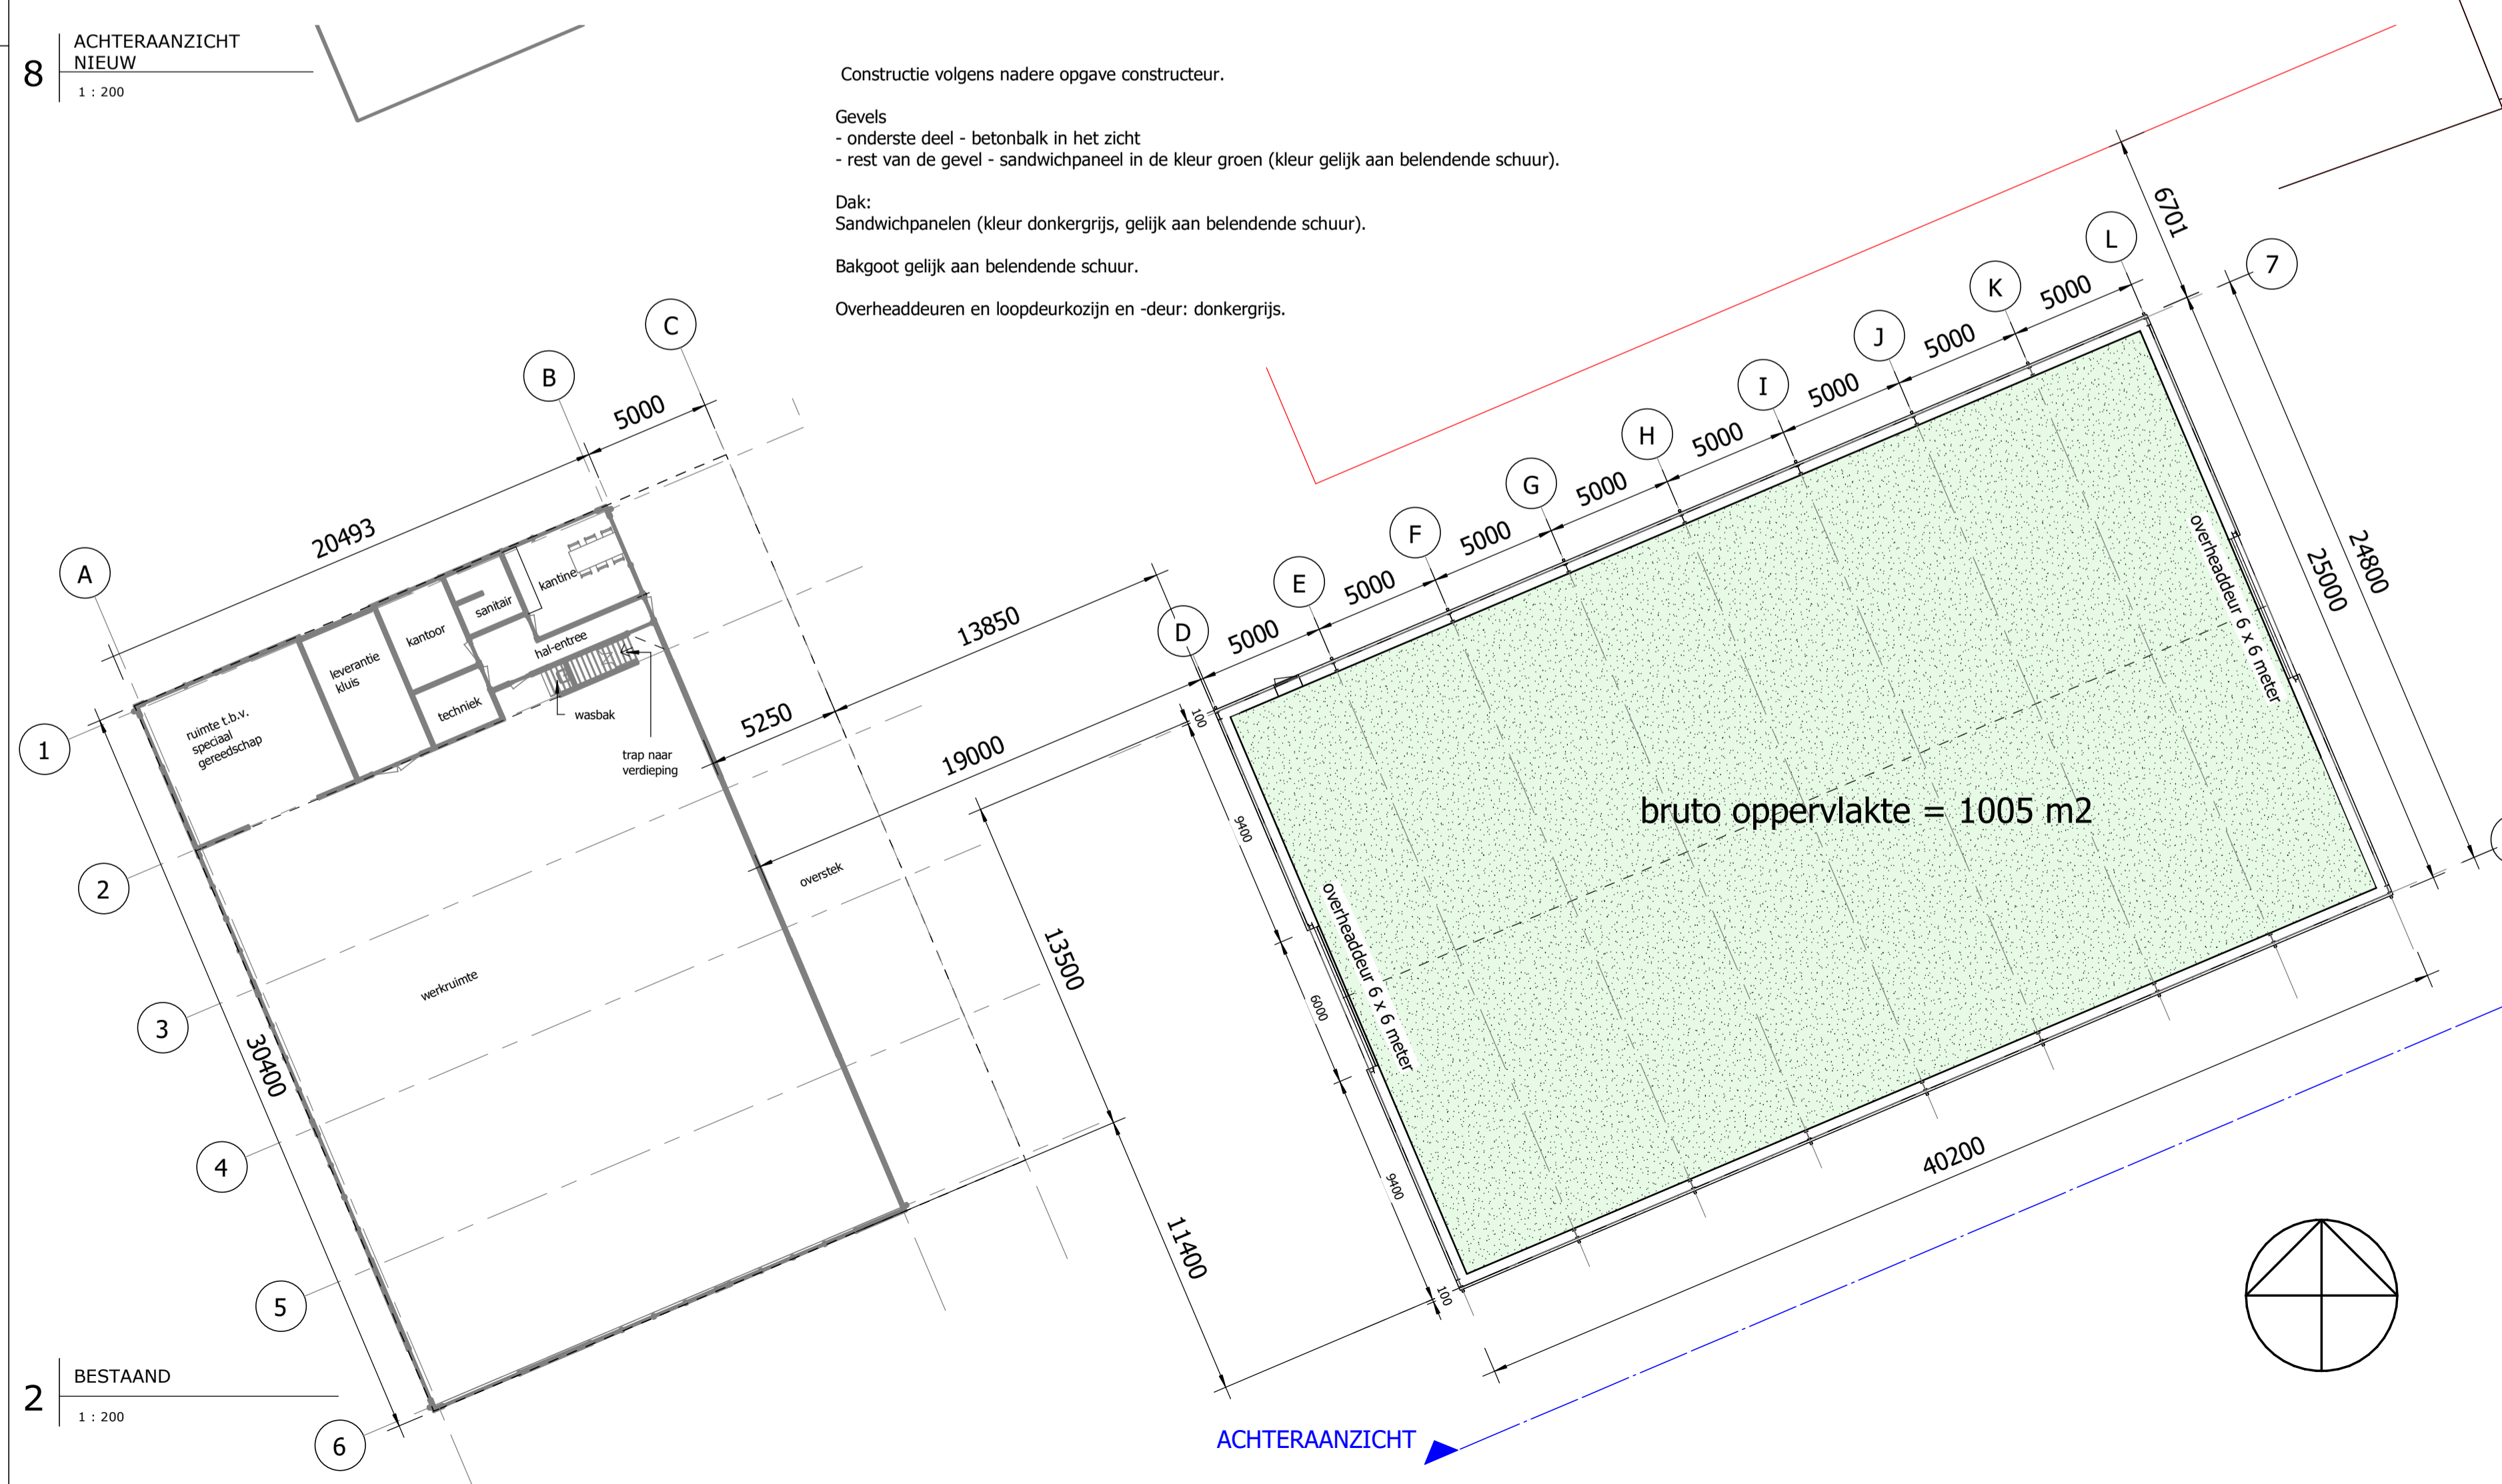 8
ACHTERAANZICHT
NIEUW
1 : 200
Constructie volgens nadere opgave constructeur.
Gevels
- onderste deel - betonbalk in het zicht
- rest van de gevel - sandwichpaneel in de kleur groen (kleur gelijk aan belendende schuur).
Dak:
Sandwichpanelen (kleur donkergrijs, gelijk aan belendende schuur).
Bakgoot gelijk aan belendende schuur.
Overheaddeuren en loopdeurkozijn en -deur: donkergrijs.
A
B
C
20493
5000
1
2
3
4
5
6
30400
ruimte t.b.v.
speciaal
gereedschap
leverantie
kluis
kantoor
sanitair
kantine
hal-entree
techniek
wasbak
trap naar
verdieping
werkruimte
overstek
5250
13850
19000
13500
11400
D
E
F
G
H
I
J
K
L
7
5000
5000
5000
5000
5000
5000
5000
5000
6701
24800
25000
100
9400
6000
9400
100
overheaddeur 6 x 6 meter
overheaddeur 6 x 6 meter
bruto oppervlakte = 1005 m2
40200
ACHTERAANZICHT
2
BESTAAND
1 : 200